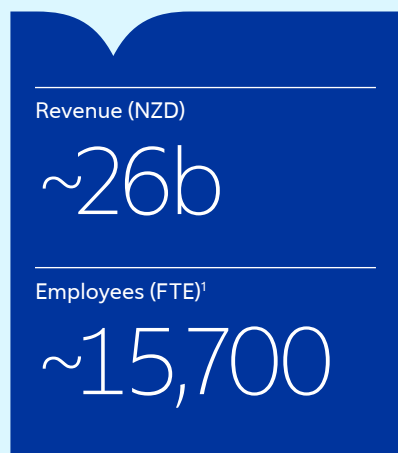 Revenue (NZD)
~26b
Employees (FTE)¹
~15,700